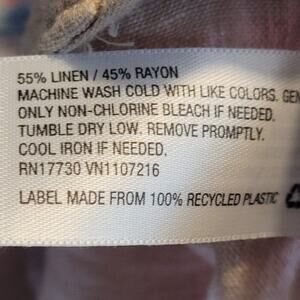 55% LINEN / 45% RAYON
MACHINE WASH COLD WITH LIKE COLORS. GEN
ONLY NON-CHLORINE BLEACH IF NEEDED.
TUMBLE DRY LOW. REMOVE PROMPTLY.
COOL IRON IF NEEDED.
RN17730 VN1107216
LABEL MADE FROM 100% RECYCLED PLASTIC